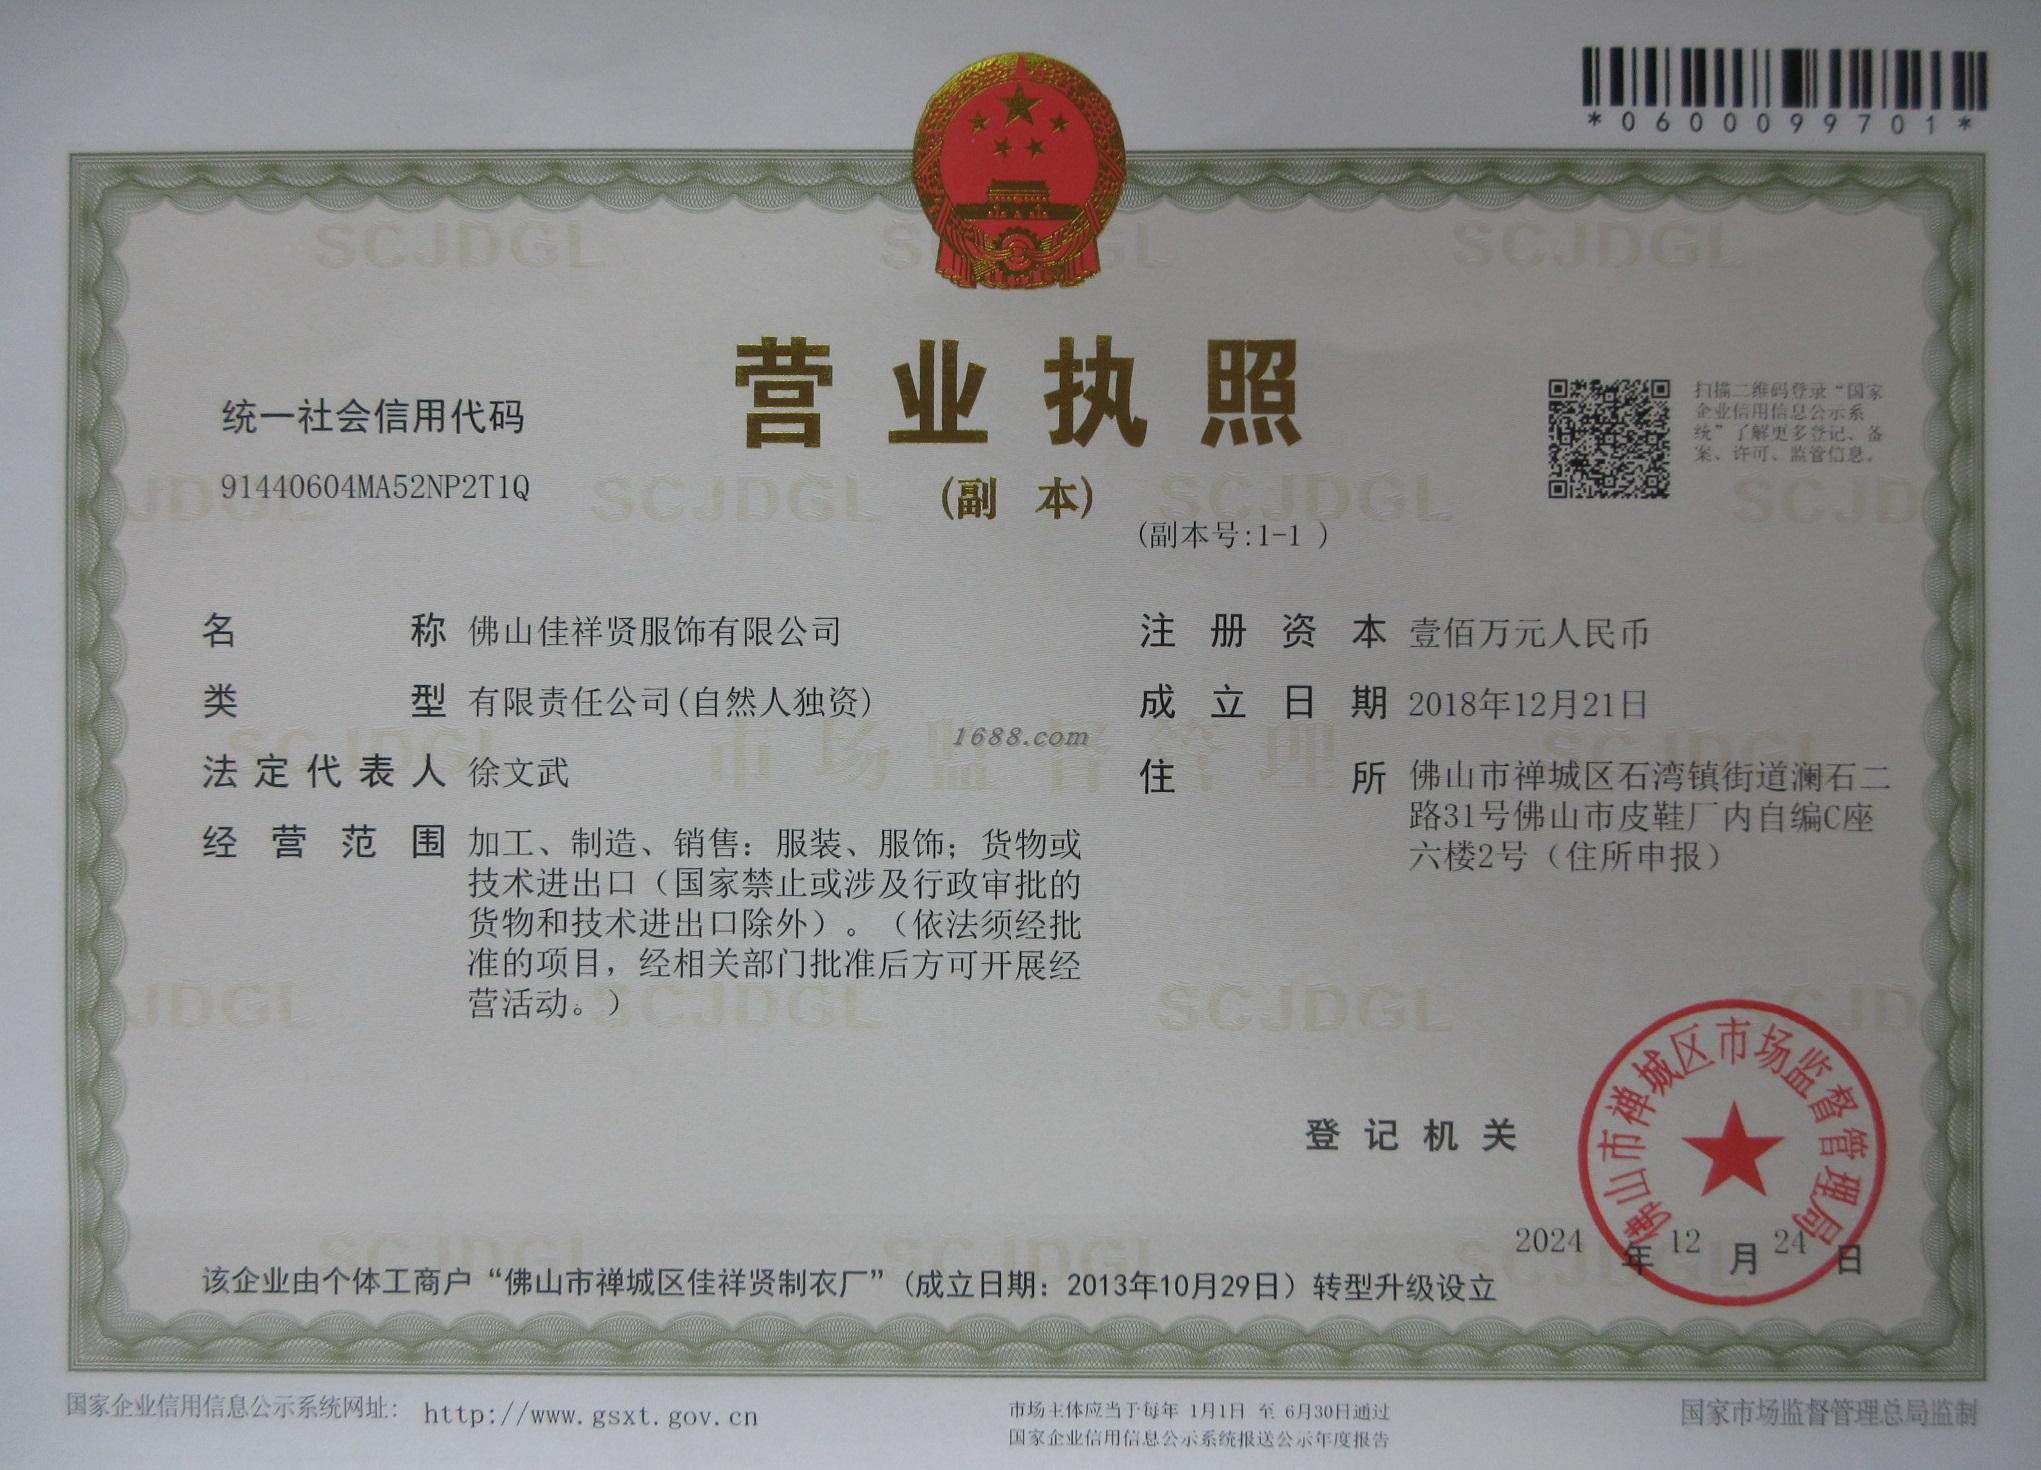 *0600099701*
SCJDGL
SCJDGL
营业执照
(副 本)
(副本号:1-1 )
统一社会信用代码
91440604MA52NP2T1Q
扫描二维码登录“国家
企业信用信息公示系
统”了解更多登记、备
案、许可、监管信息。
名称 佛山佳祥贤服饰有限公司
类型 有限责任公司(自然人独资)
法定代表人 徐文武
经营范围 加工、制造、销售：服装、服饰；货物或
技术进出口（国家禁止或涉及行政审批的
货物和技术进出口除外）。（依法须经批
准的项目，经相关部门批准后方可开展经
营活动。）
注册资本 壹佰万元人民币
成立日期 2018年12月21日
住所 佛山市禅城区石湾镇街道澜石二
路31号佛山市皮鞋厂内自编C座
六楼2号（住所申报）
1688.com
市场监督管理
登记机关
佛山市禅城区市场监督管理局
2024年12月24日
该企业由个体工商户“佛山市禅城区佳祥贤制衣厂”（成立日期：2013年10月29日）转型升级设立
国家企业信用信息公示系统网址：http://www.gsxt.gov.cn
市场主体应当于每年 1月1日 至 6月30日通过
国家企业信用信息公示系统报送公示年度报告
国家市场监督管理总局监制